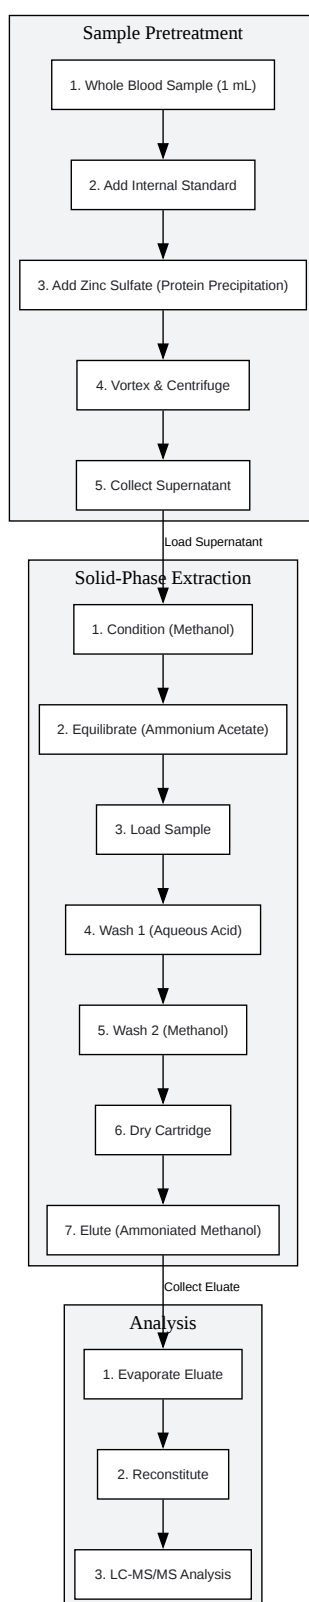 Sample Pretreatment
1. Whole Blood Sample (1 mL)
2. Add Internal Standard
3. Add Zinc Sulfate (Protein Precipitation)
4. Vortex & Centrifuge
5. Collect Supernatant
Load Supernatant
Solid-Phase Extraction
1. Condition (Methanol)
2. Equilibrate (Ammonium Acetate)
3. Load Sample
4. Wash 1 (Aqueous Acid)
5. Wash 2 (Methanol)
6. Dry Cartridge
7. Elute (Ammoniated Methanol)
Collect Eluate
Analysis
1. Evaporate Eluate
2. Reconstitute
3. LC-MS/MS Analysis